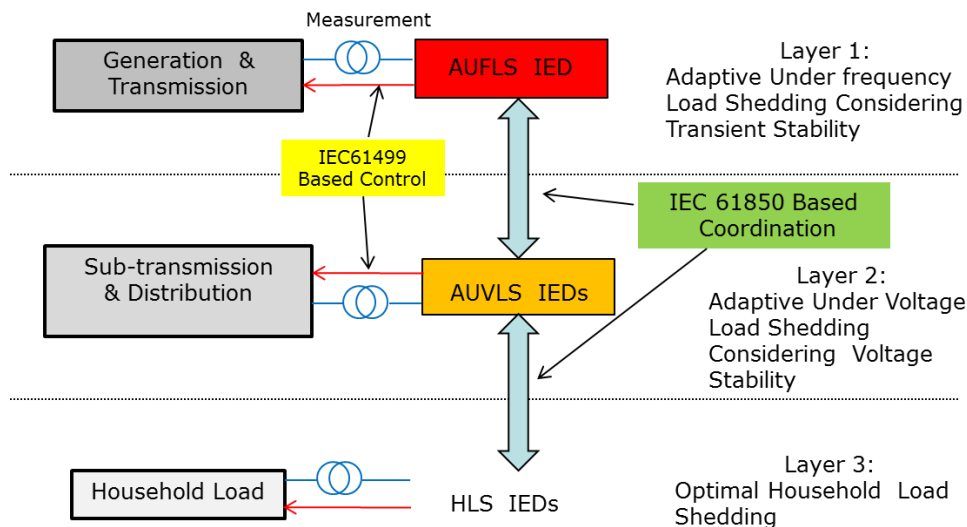 Measurement
Generation & 
Transmission
AUFLS IED
Layer 1:
Adaptive Under frequency
Load Shedding Considering
Transient Stability
IEC61499
Based Control
IEC 61850 Based
Coordination
Sub-transmission
& Distribution
AUVLS IEDs
Layer 2:
Adaptive Under Voltage
Load Shedding
Considering Voltage
Stability
Household Load
HLS IEDs
Layer 3:
Optimal Household Load
Shedding